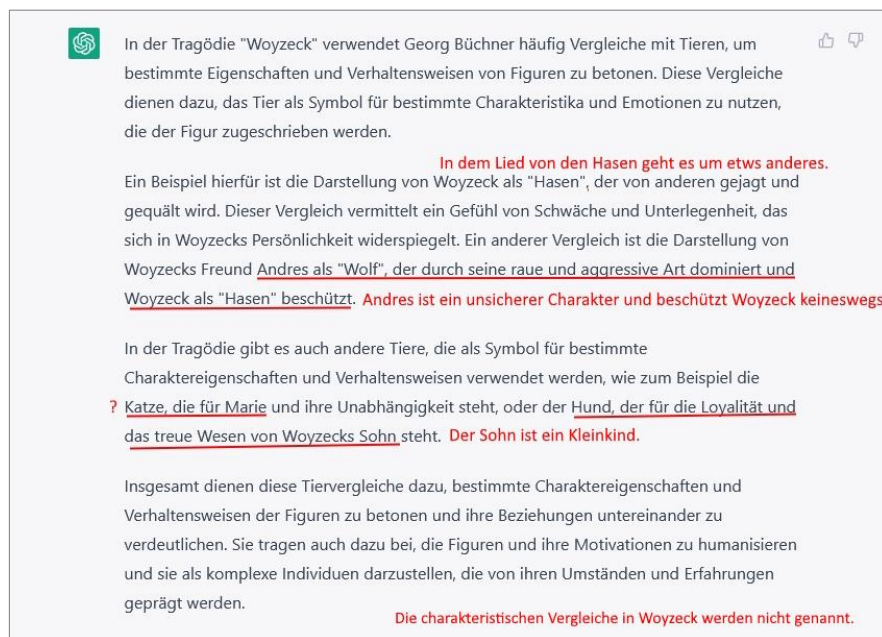 In der Tragödie "Woyzeck" verwendet Georg Büchner häufig Vergleiche mit Tieren, um
bestimmte Eigenschaften und Verhaltensweisen von Figuren zu betonen. Diese Vergleiche
dienen dazu, das Tier als Symbol für bestimmte Charakteristika und Emotionen zu nutzen,
die der Figur zugeschrieben werden.
In dem Lied von den Hasen geht es um etws anderes.
Ein Beispiel hierfür ist die Darstellung von Woyzeck als "Hasen", der von anderen gejagt und
gequält wird. Dieser Vergleich vermittelt ein Gefühl von Schwäche und Unterlegenheit, das
sich in Woyzecks Persönlichkeit widerspiegelt. Ein anderer Vergleich ist die Darstellung von
Woyzecks Freund Andres als "Wolf", der durch seine raue und aggressive Art dominiert und
Woyzeck als "Hasen" beschützt. Andres ist ein unsicherer Charakter und beschützt Woyzeck keineswegs
In der Tragödie gibt es auch andere Tiere, die als Symbol für bestimmte
Charaktereigenschaften und Verhaltensweisen verwendet werden, wie zum Beispiel die
? Katze, die für Marie und ihre Unabhängigkeit steht, oder der Hund, der für die Loyalität und
das treue Wesen von Woyzecks Sohn steht. Der Sohn ist ein Kleinkind.
Insgesamt dienen diese Tiervergleiche dazu, bestimmte Charaktereigenschaften und
Verhaltensweisen der Figuren zu betonen und ihre Beziehungen untereinander zu
verdeutlichen. Sie tragen auch dazu bei, die Figuren und ihre Motivationen zu humanisieren
und sie als komplexe Individuen darzustellen, die von ihren Umständen und Erfahrungen
geprägt werden.
Die charakteristischen Vergleiche in Woyzeck werden nicht genannt.